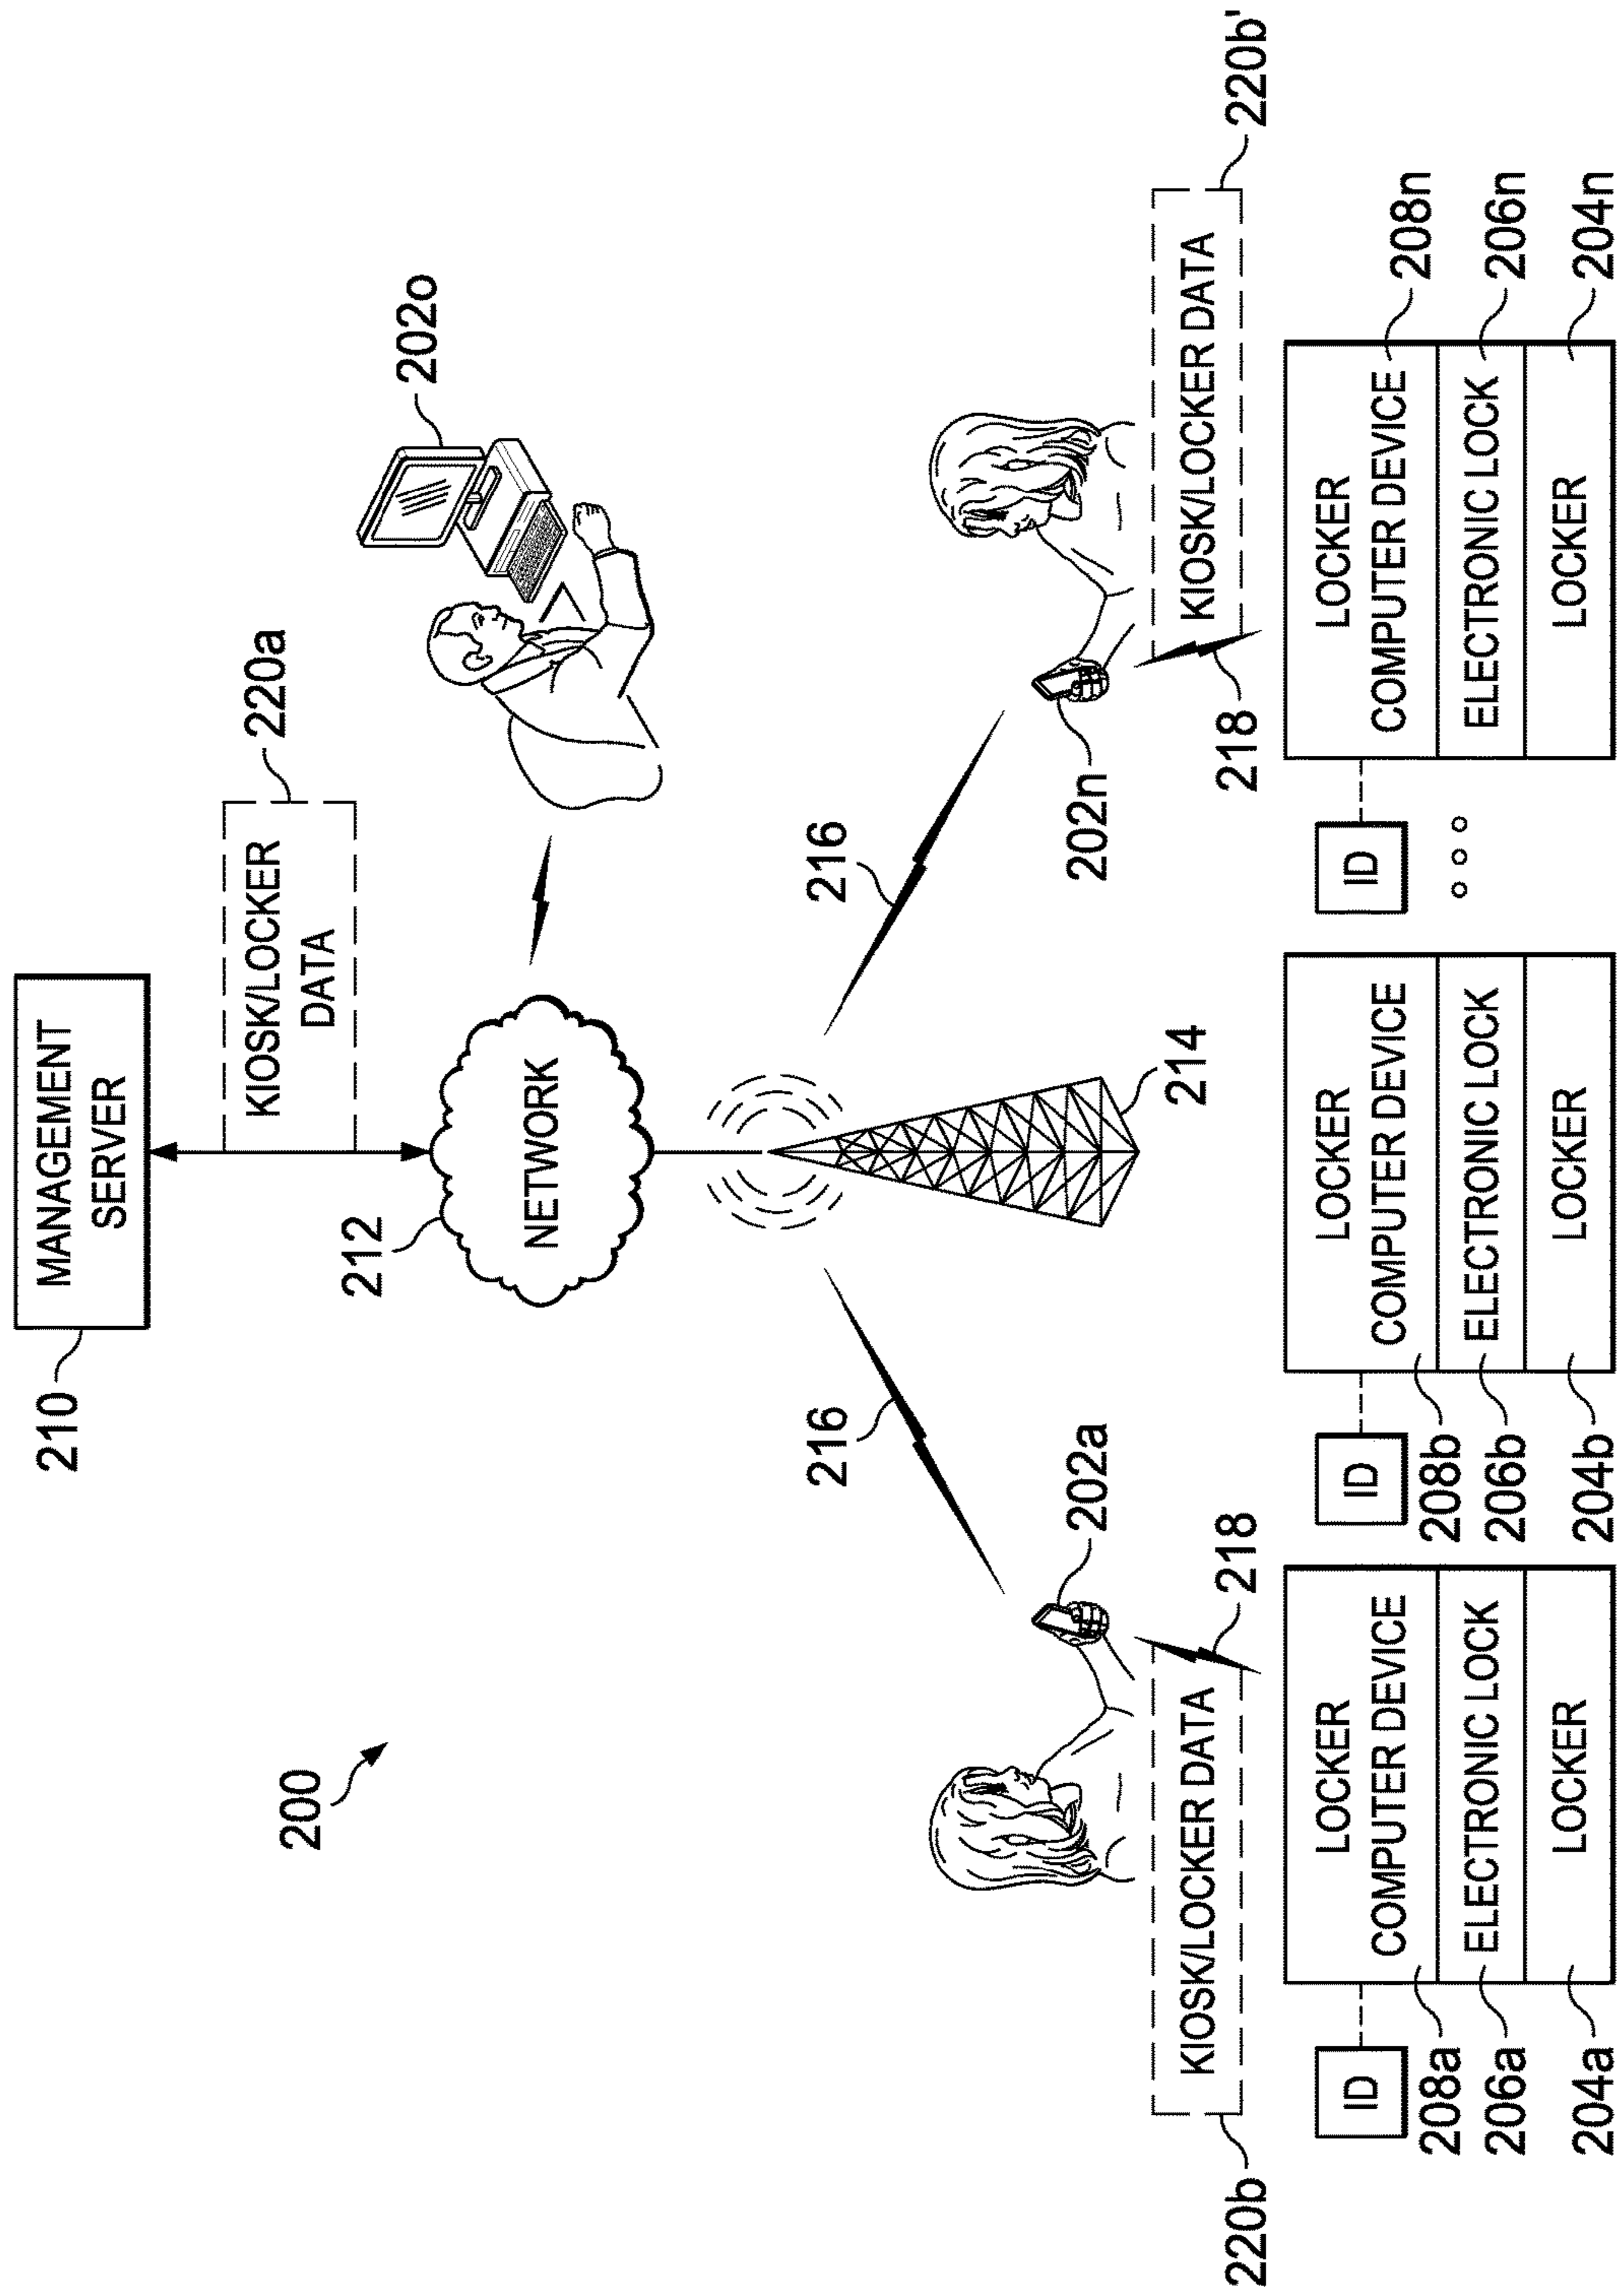 200
210
MANAGEMENT
SERVER
KIOSK/LOCKER
DATA
220a
212
NETWORK
202o
216
216
214
202a
202n
218
218
220b
KIOSK/LOCKER DATA
KIOSK/LOCKER DATA
220b'
ID
208a
206a
204a
LOCKER
COMPUTER DEVICE
ELECTRONIC LOCK
LOCKER
ID
208b
206b
204b
LOCKER
COMPUTER DEVICE
ELECTRONIC LOCK
LOCKER
ID
LOCKER
COMPUTER DEVICE
ELECTRONIC LOCK
LOCKER
208n
206n
204n